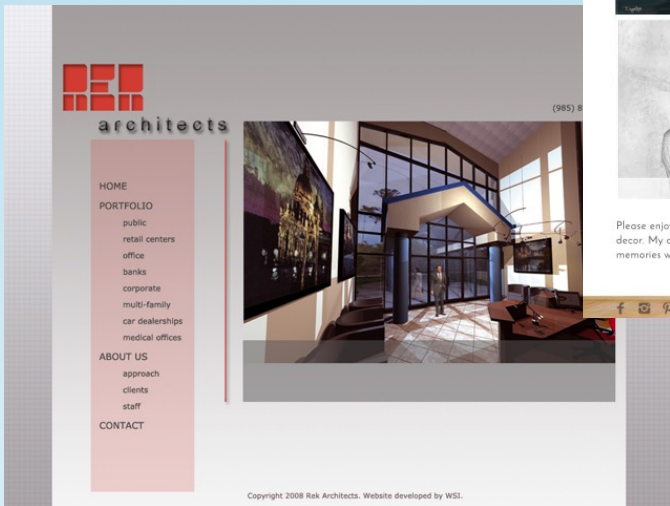 REK
architects
(985) 8
HOME
PORTFOLIO
public
retail centers
office
banks
corporate
multi-family
car dealerships
medical offices
ABOUT US
approach
clients
staff
CONTACT
Please enjo
decor. My
memories w
Copyright 2008 Rek Architects. Website developed by WSI.